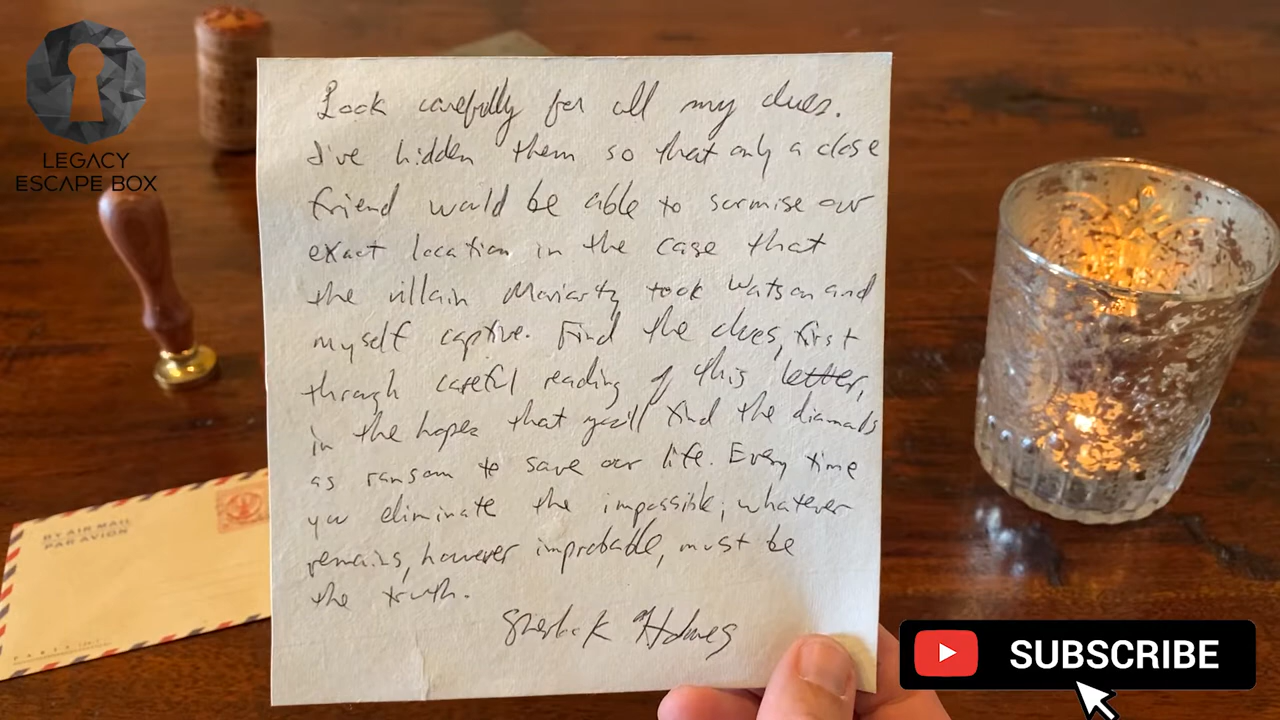 LEGACY
ESCAPE BOX
Look carefully for all my clues.
I've hidden them so that only a close
friend would be able to surmise our
exact location in the case that
the villain Moriarty took Watson and
myself captive. Find the clues, first
through careful reading of this letter,
in the hopes that you'll find the diamonds
as ransom to save our life. Every time
you eliminate the impossible, whatever
remains, however improbable, must be
the truth.
Sherlock Holmes
BY AIR MAIL
PAR AVION
SUBSCRIBE